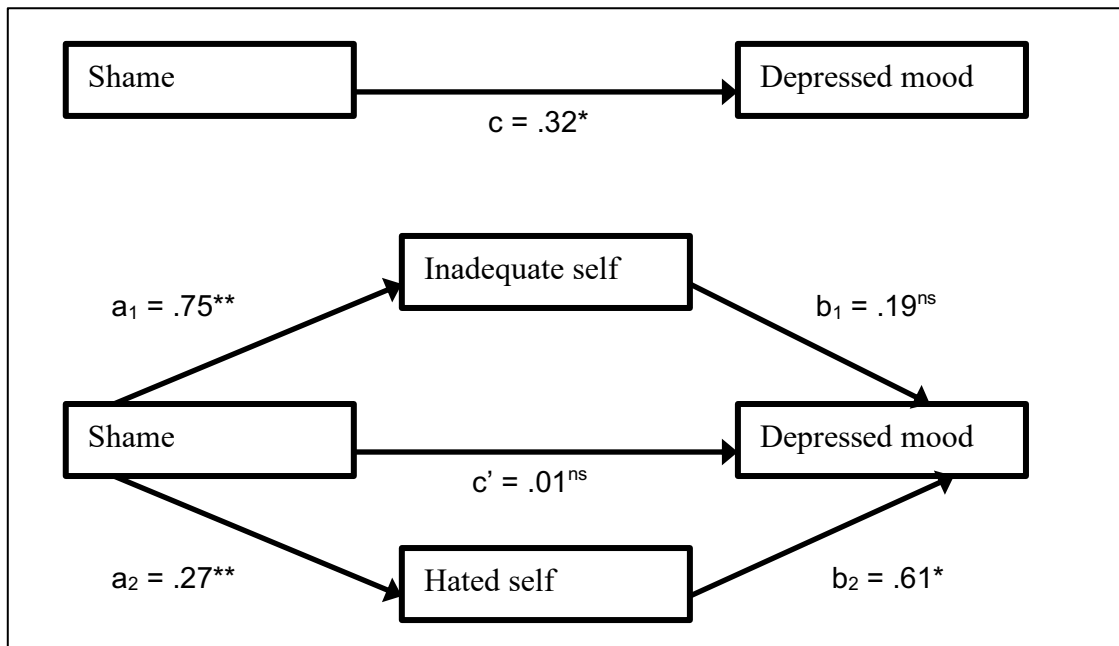 Shame
Depressed mood
c = .32*
Inadequate self
a₁ = .75**
b₁ = .19ⁿˢ
Shame
Depressed mood
c’ = .01ⁿˢ
a₂ = .27**
Hated self
b₂ = .61*